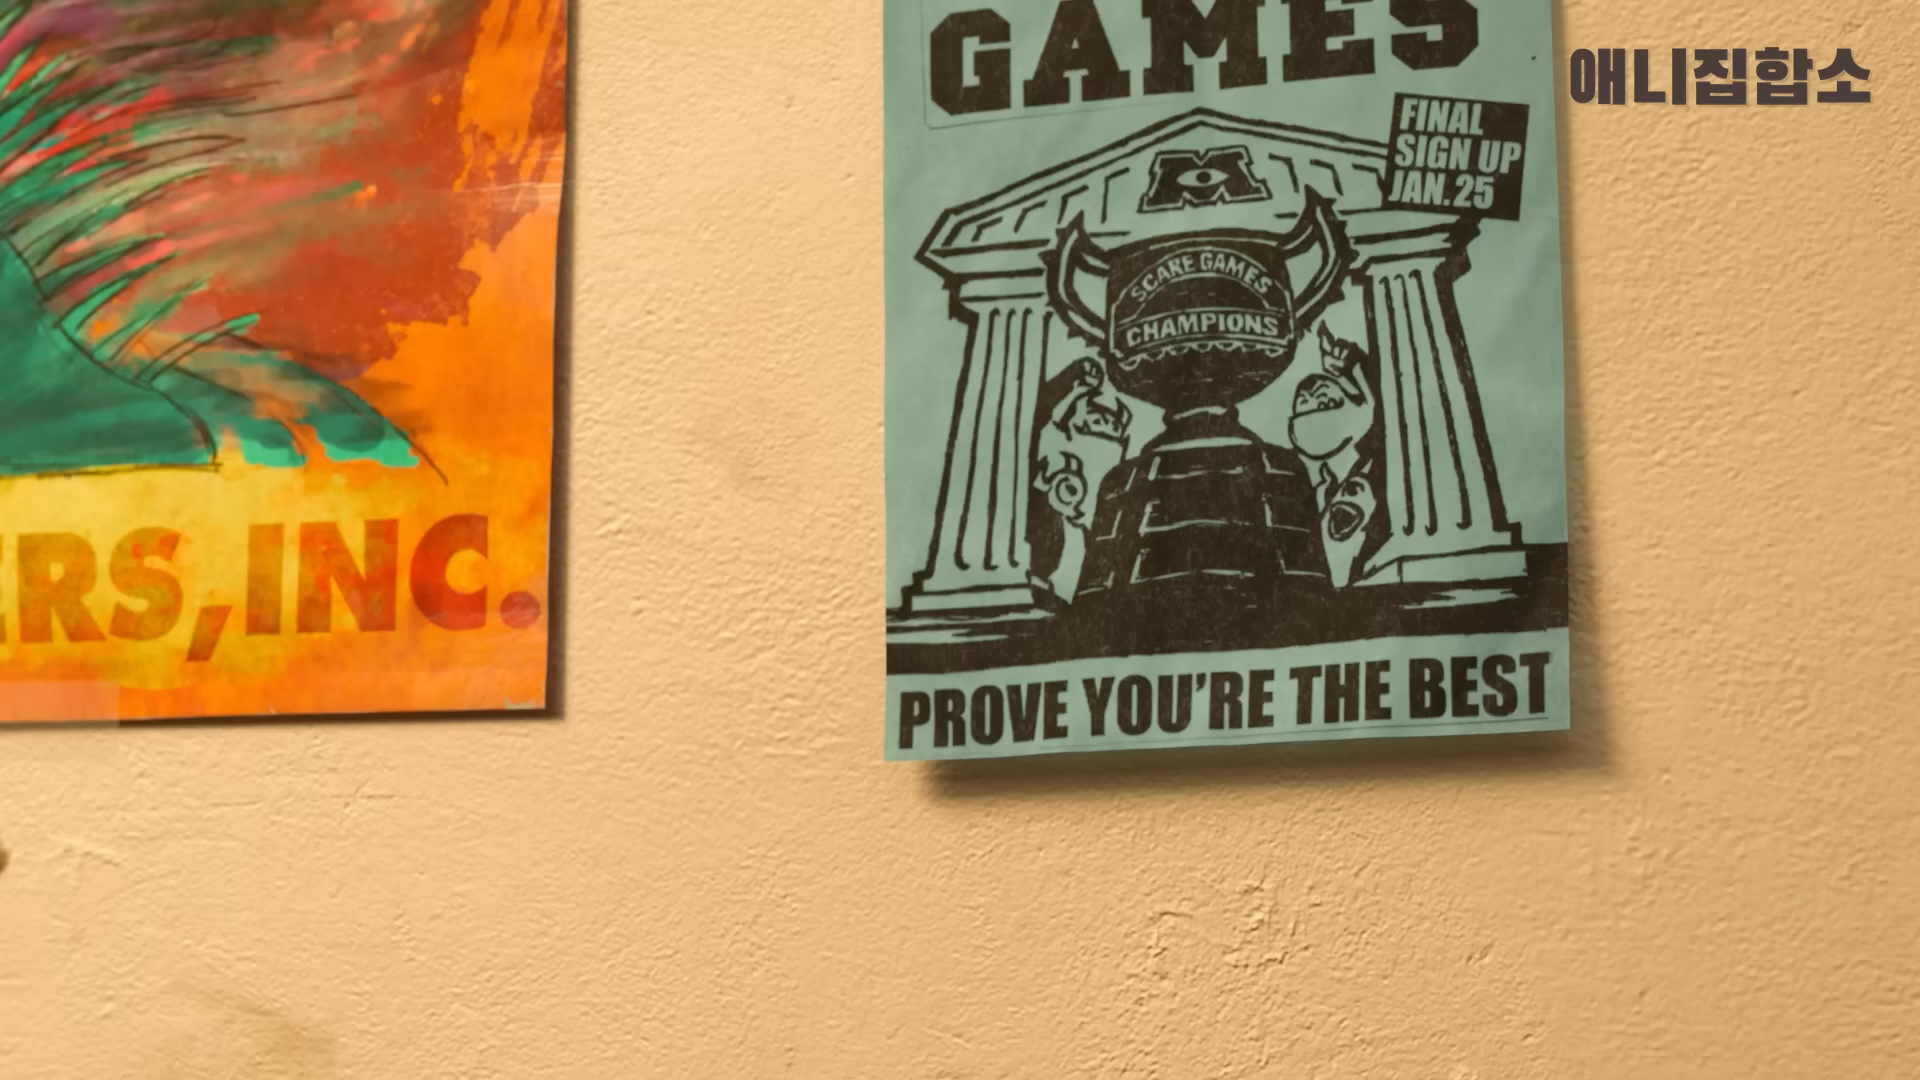 GAMES
애니집합소
FINAL
SIGN UP
JAN. 25
M
SCARE GAMES
CHAMPIONS
ERS, INC.
PROVE YOU'RE THE BEST